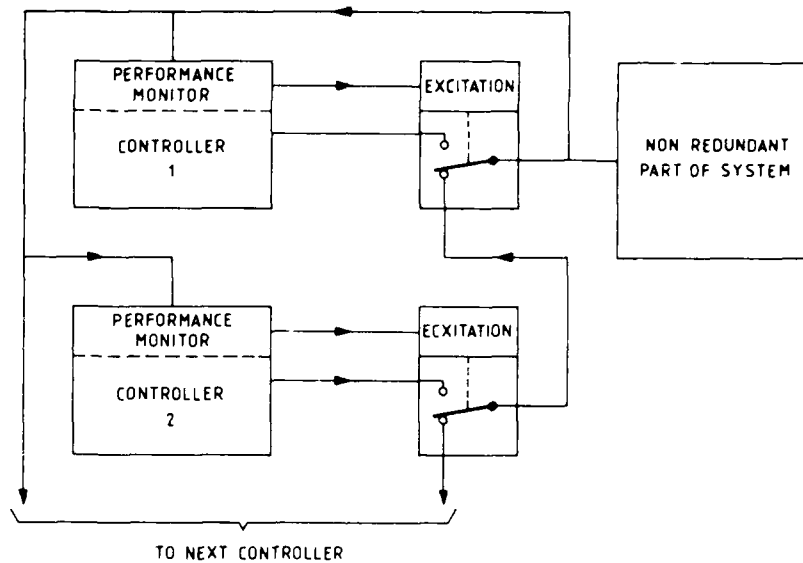 PERFORMANCE
MONITOR
CONTROLLER
1
EXCITATION
NON REDUNDANT
PART OF SYSTEM
PERFORMANCE
MONITOR
CONTROLLER
2
ECXITATION
TO NEXT CONTROLLER